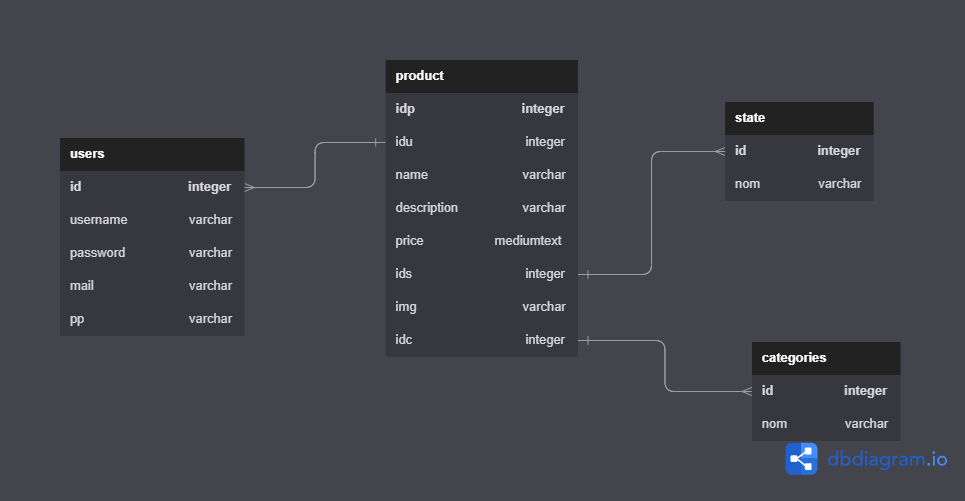 users
id integer
username varchar
password varchar
mail varchar
pp varchar
product
idp integer
idu integer
name varchar
description varchar
price mediumtext
ids integer
img varchar
idc integer
state
id integer
nom varchar
categories
id integer
nom varchar
dbdiagram.io